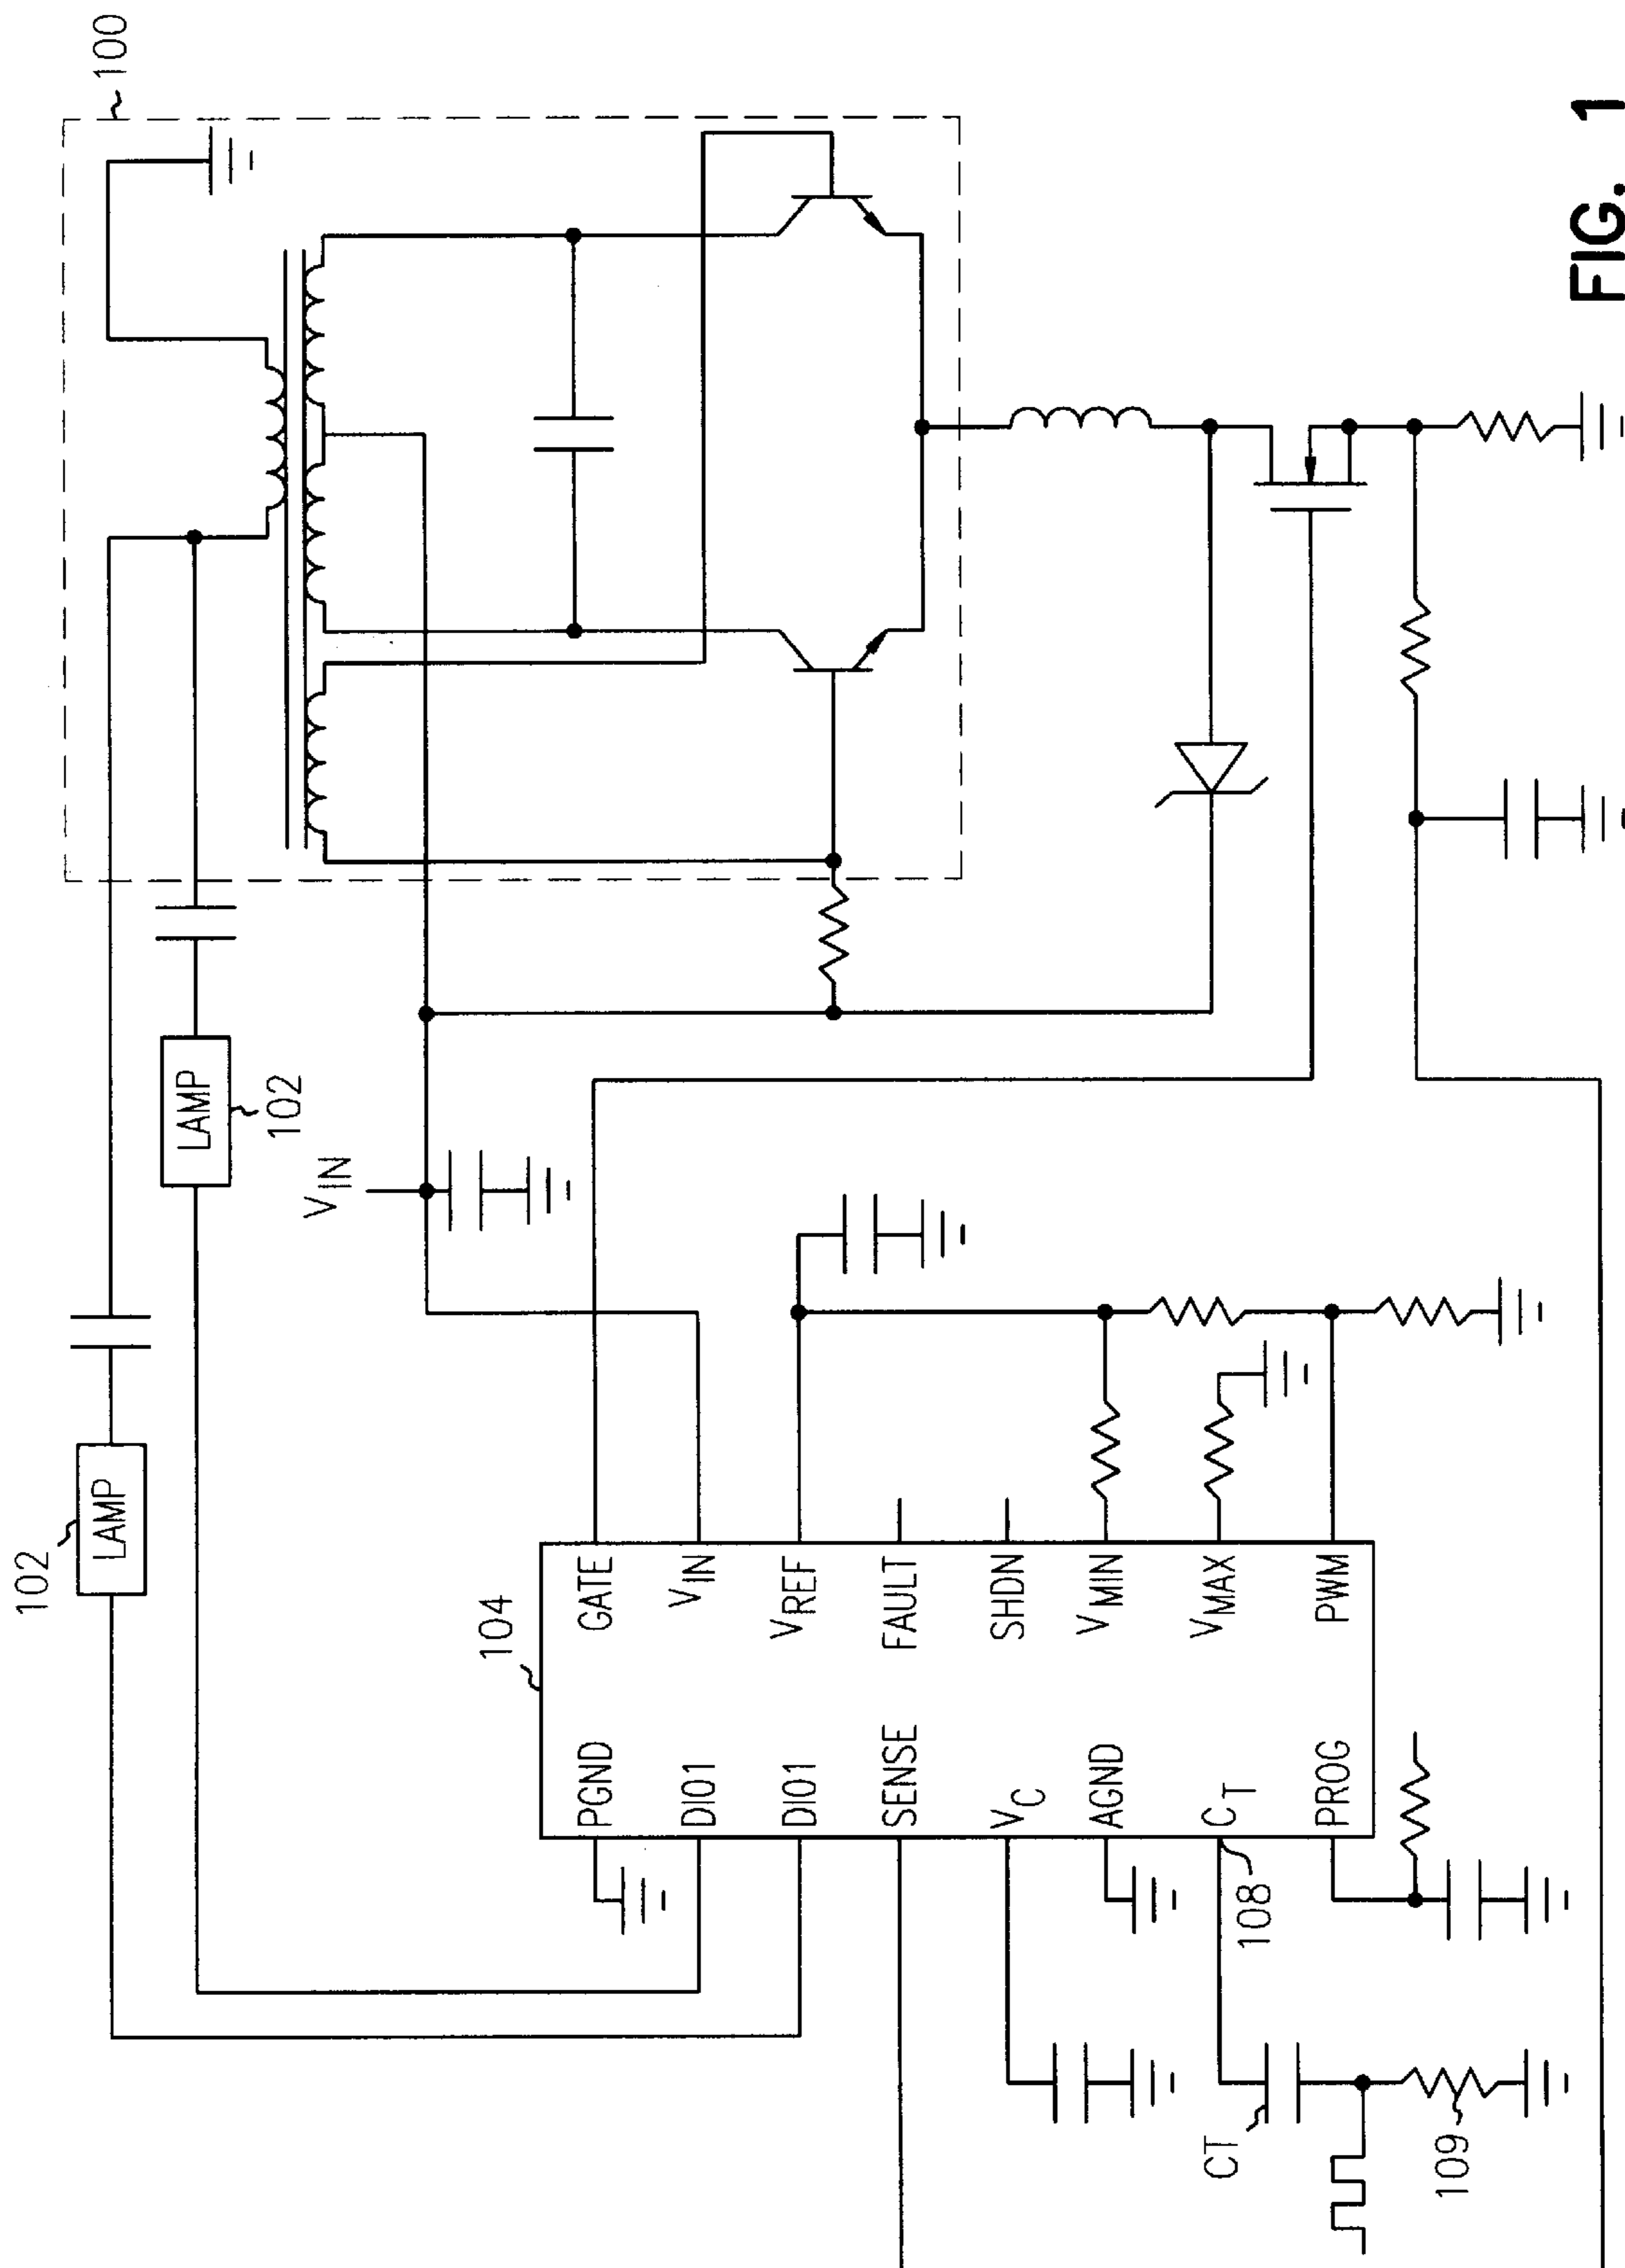 100
102
LAMP
LAMP
102
VIN
104
PGND
GATE
DIO1
VIN
DIO1
VREF
SENSE
FAULT
VC
SHDN
AGND
VMIN
CT
VMAX
PROG
PWM
108
CT
109
FIG. 1